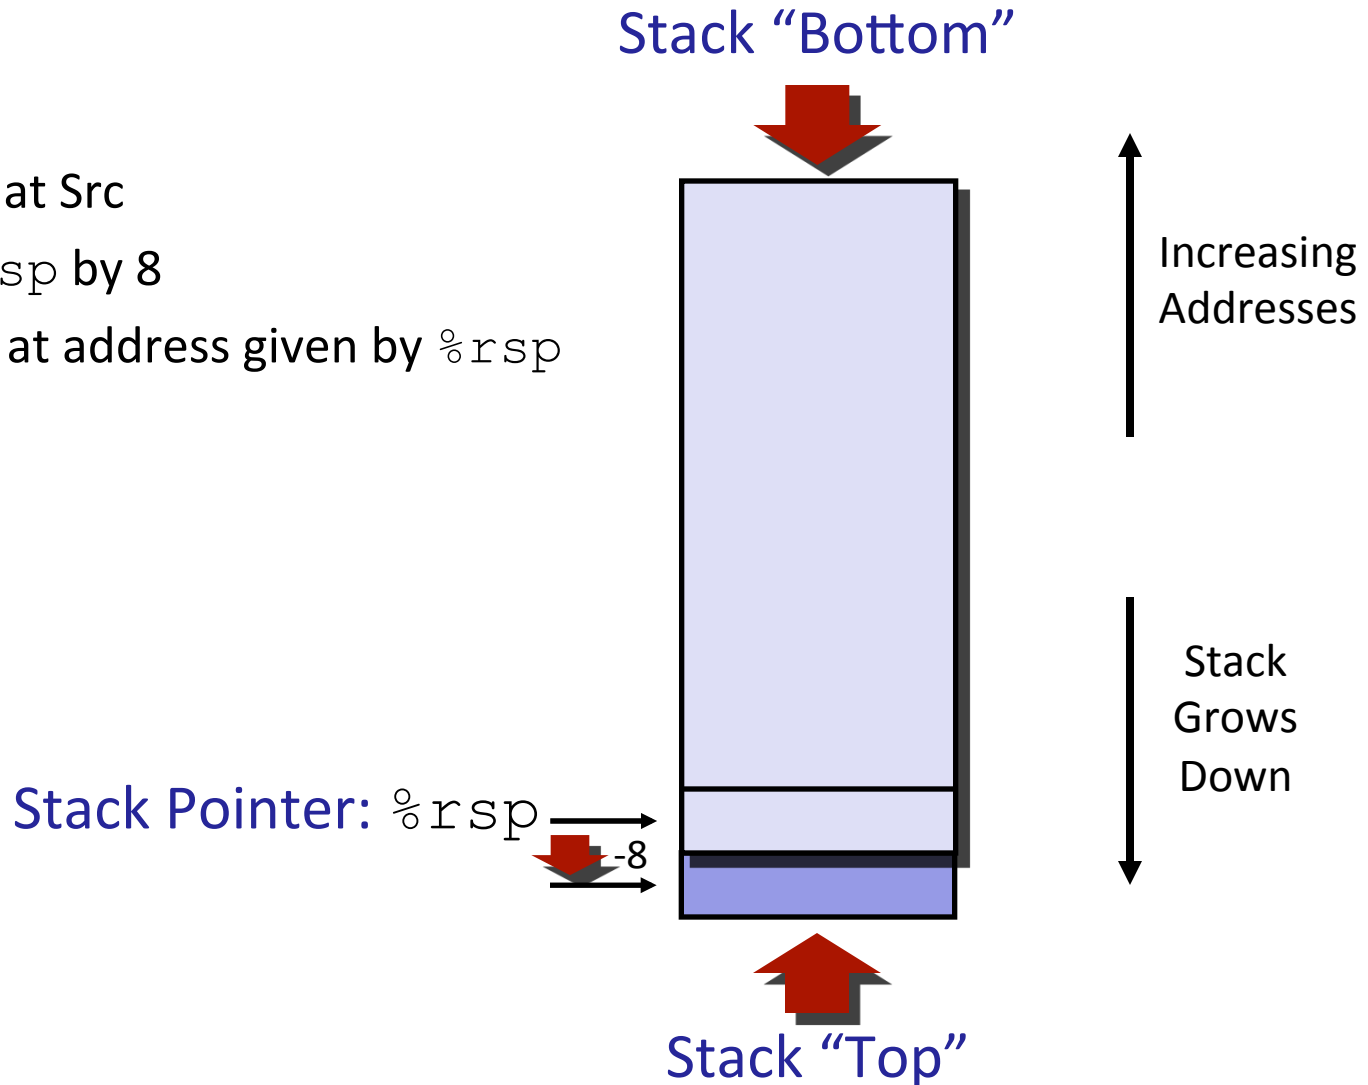 Stack “Bottom”
at Src
sp by 8
at address given by %rsp
Increasing
Addresses
Stack
Grows
Down
Stack Pointer: %rsp
-8
Stack “Top”